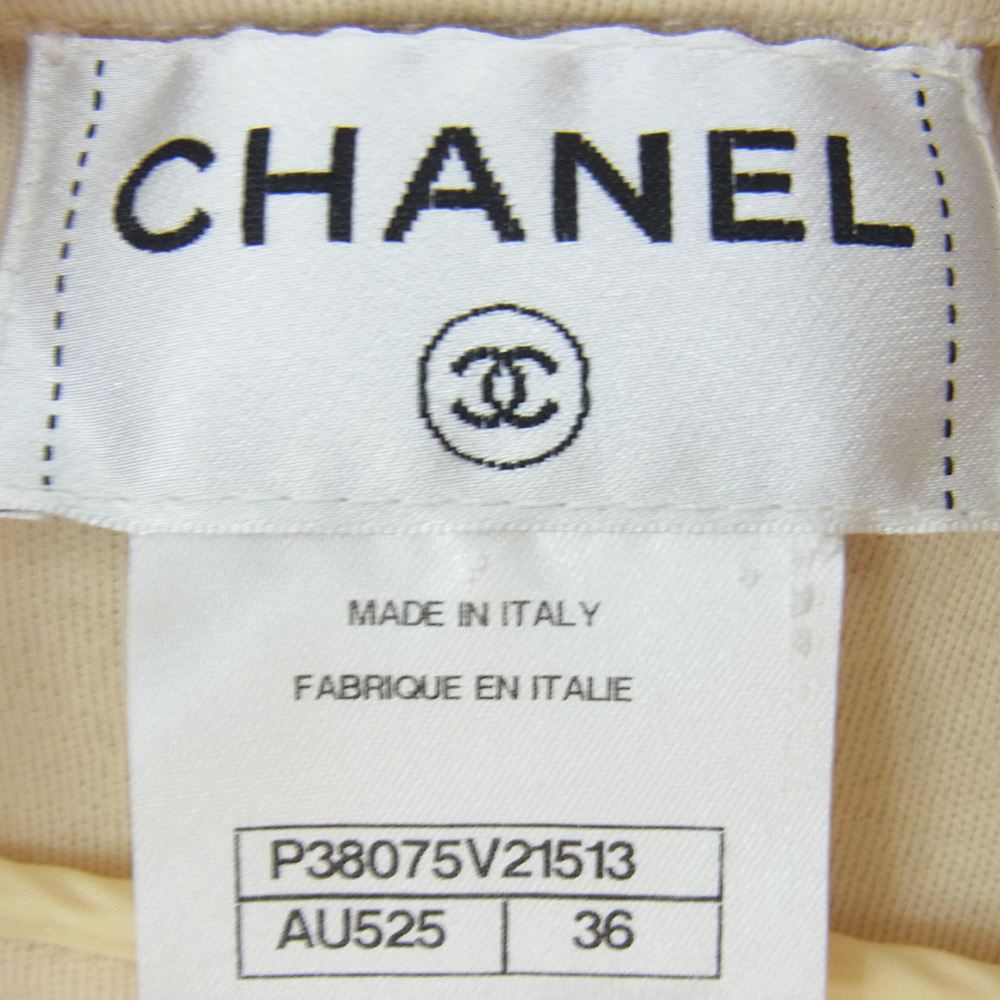 CHANEL
MADE IN ITALY
FABRIQUE EN ITALIE
P38075V21513
AU525 36